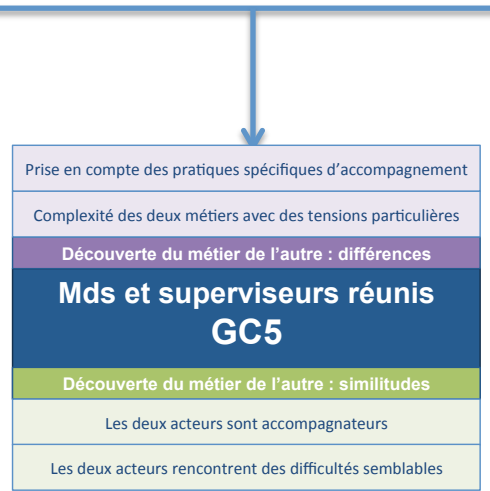 Prise en compte des pratiques spécifiques d'accompagnement
Complexité des deux métiers avec des tensions particulières
Découverte du métier de l'autre : différences
Mds et superviseurs réunis
GC5
Découverte du métier de l'autre : similitudes
Les deux acteurs sont accompagnateurs
Les deux acteurs rencontrent des difficultés semblables